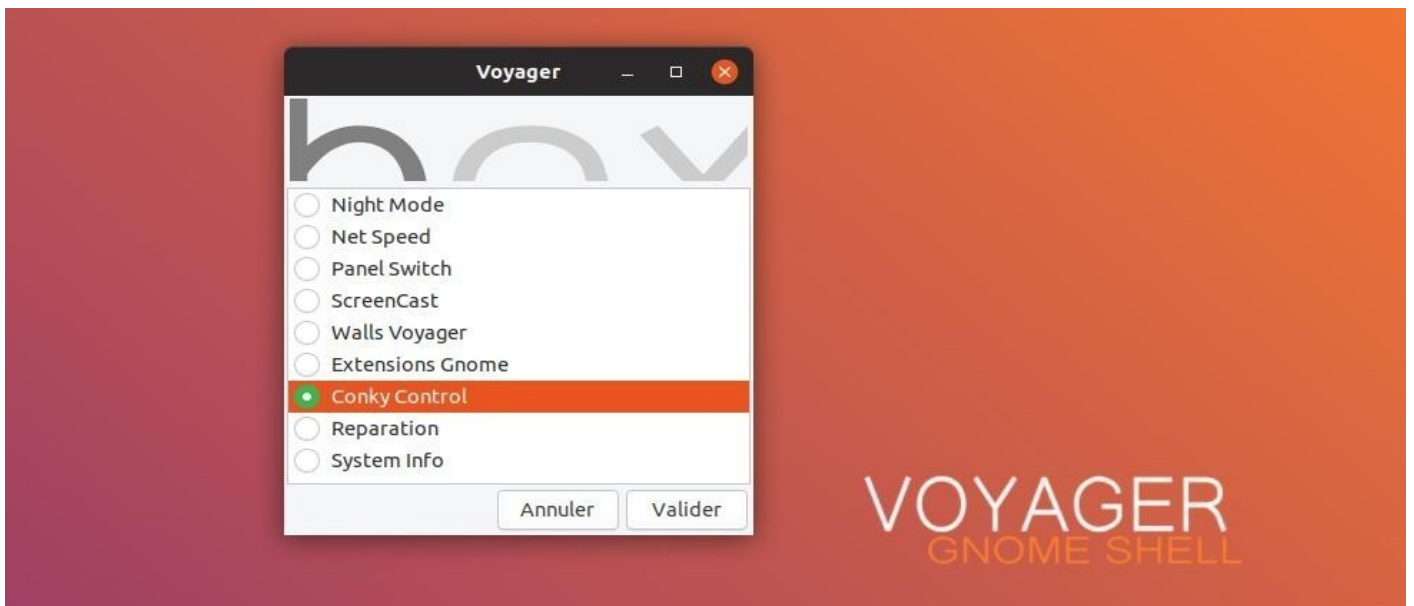 Voyager
box
Night Mode
Net Speed
Panel Switch
ScreenCast
Walls Voyager
Extensions Gnome
Conky Control
Reparation
System Info
Annuler
Valider
VOYAGER
GNOME SHELL